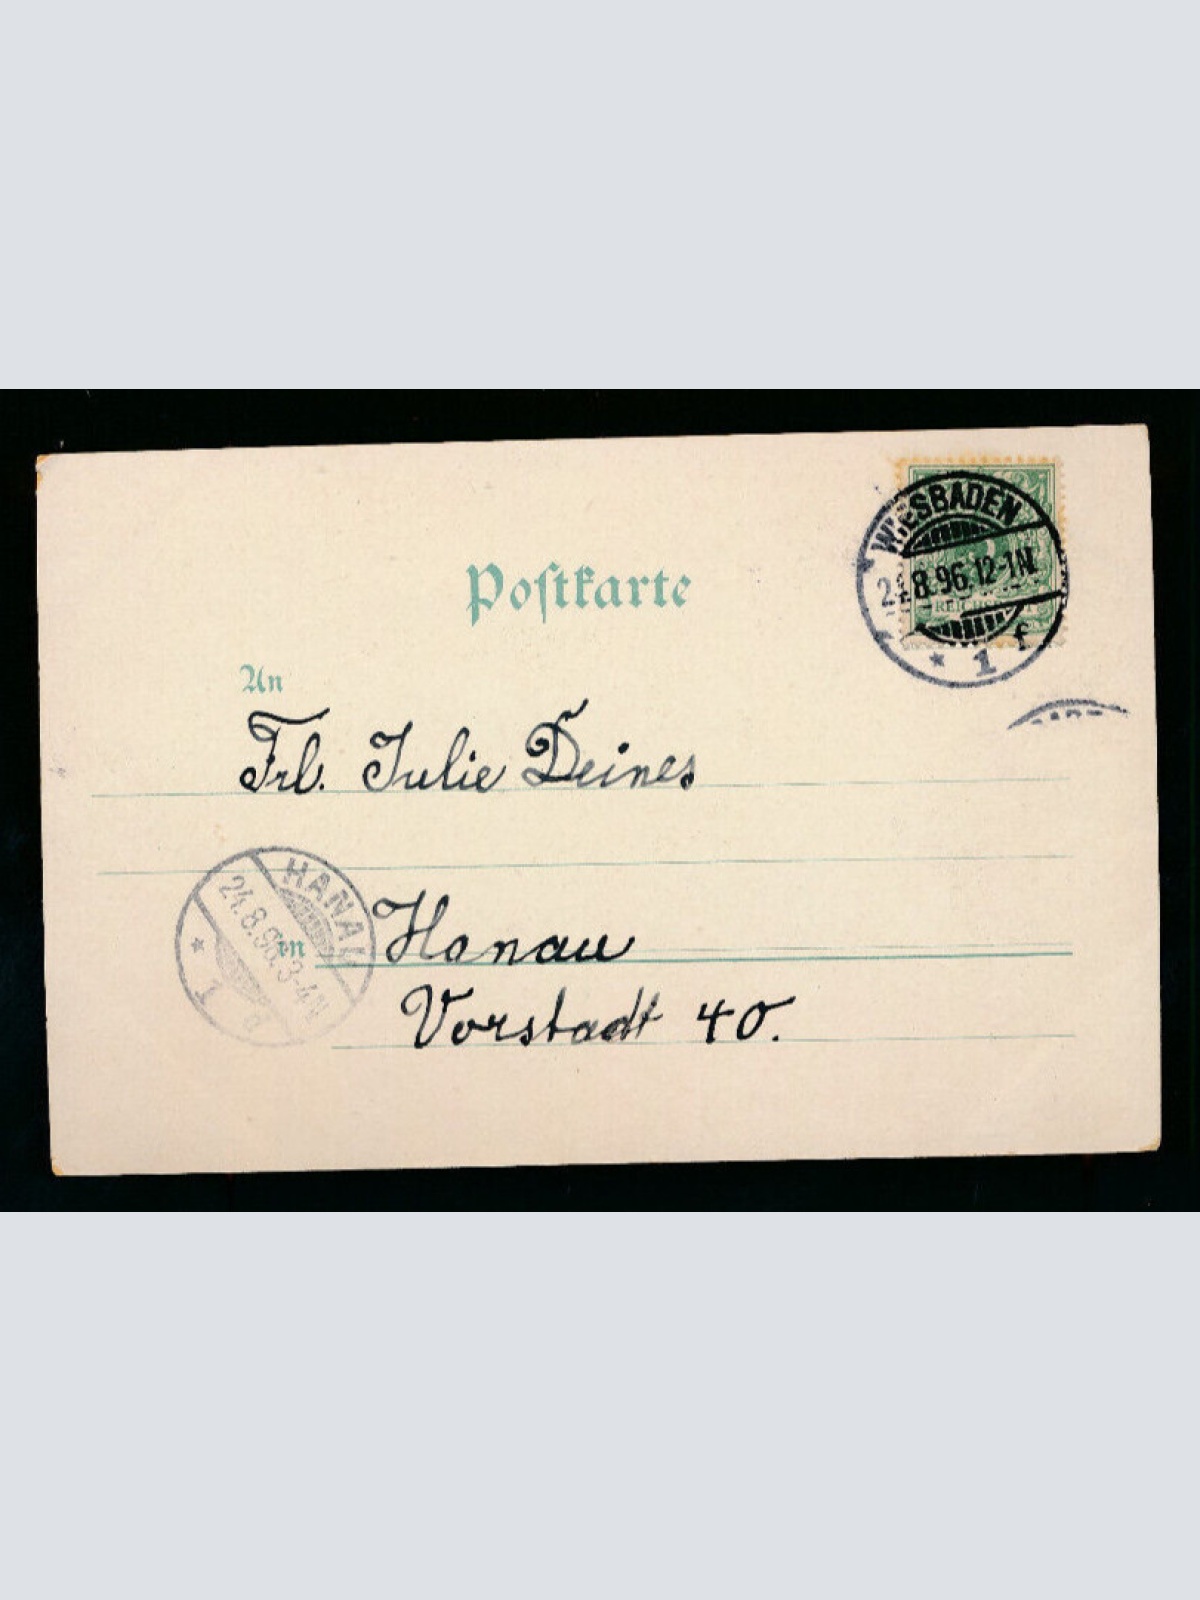 WIESBADEN
24.8.96.12-1N.
REICHSPOST
* 1 f
Postkarte
An
Frl. Julie Deines
HANAU
24.8.96.3-4N
* 1
in Hanau
Vorstadt 40.